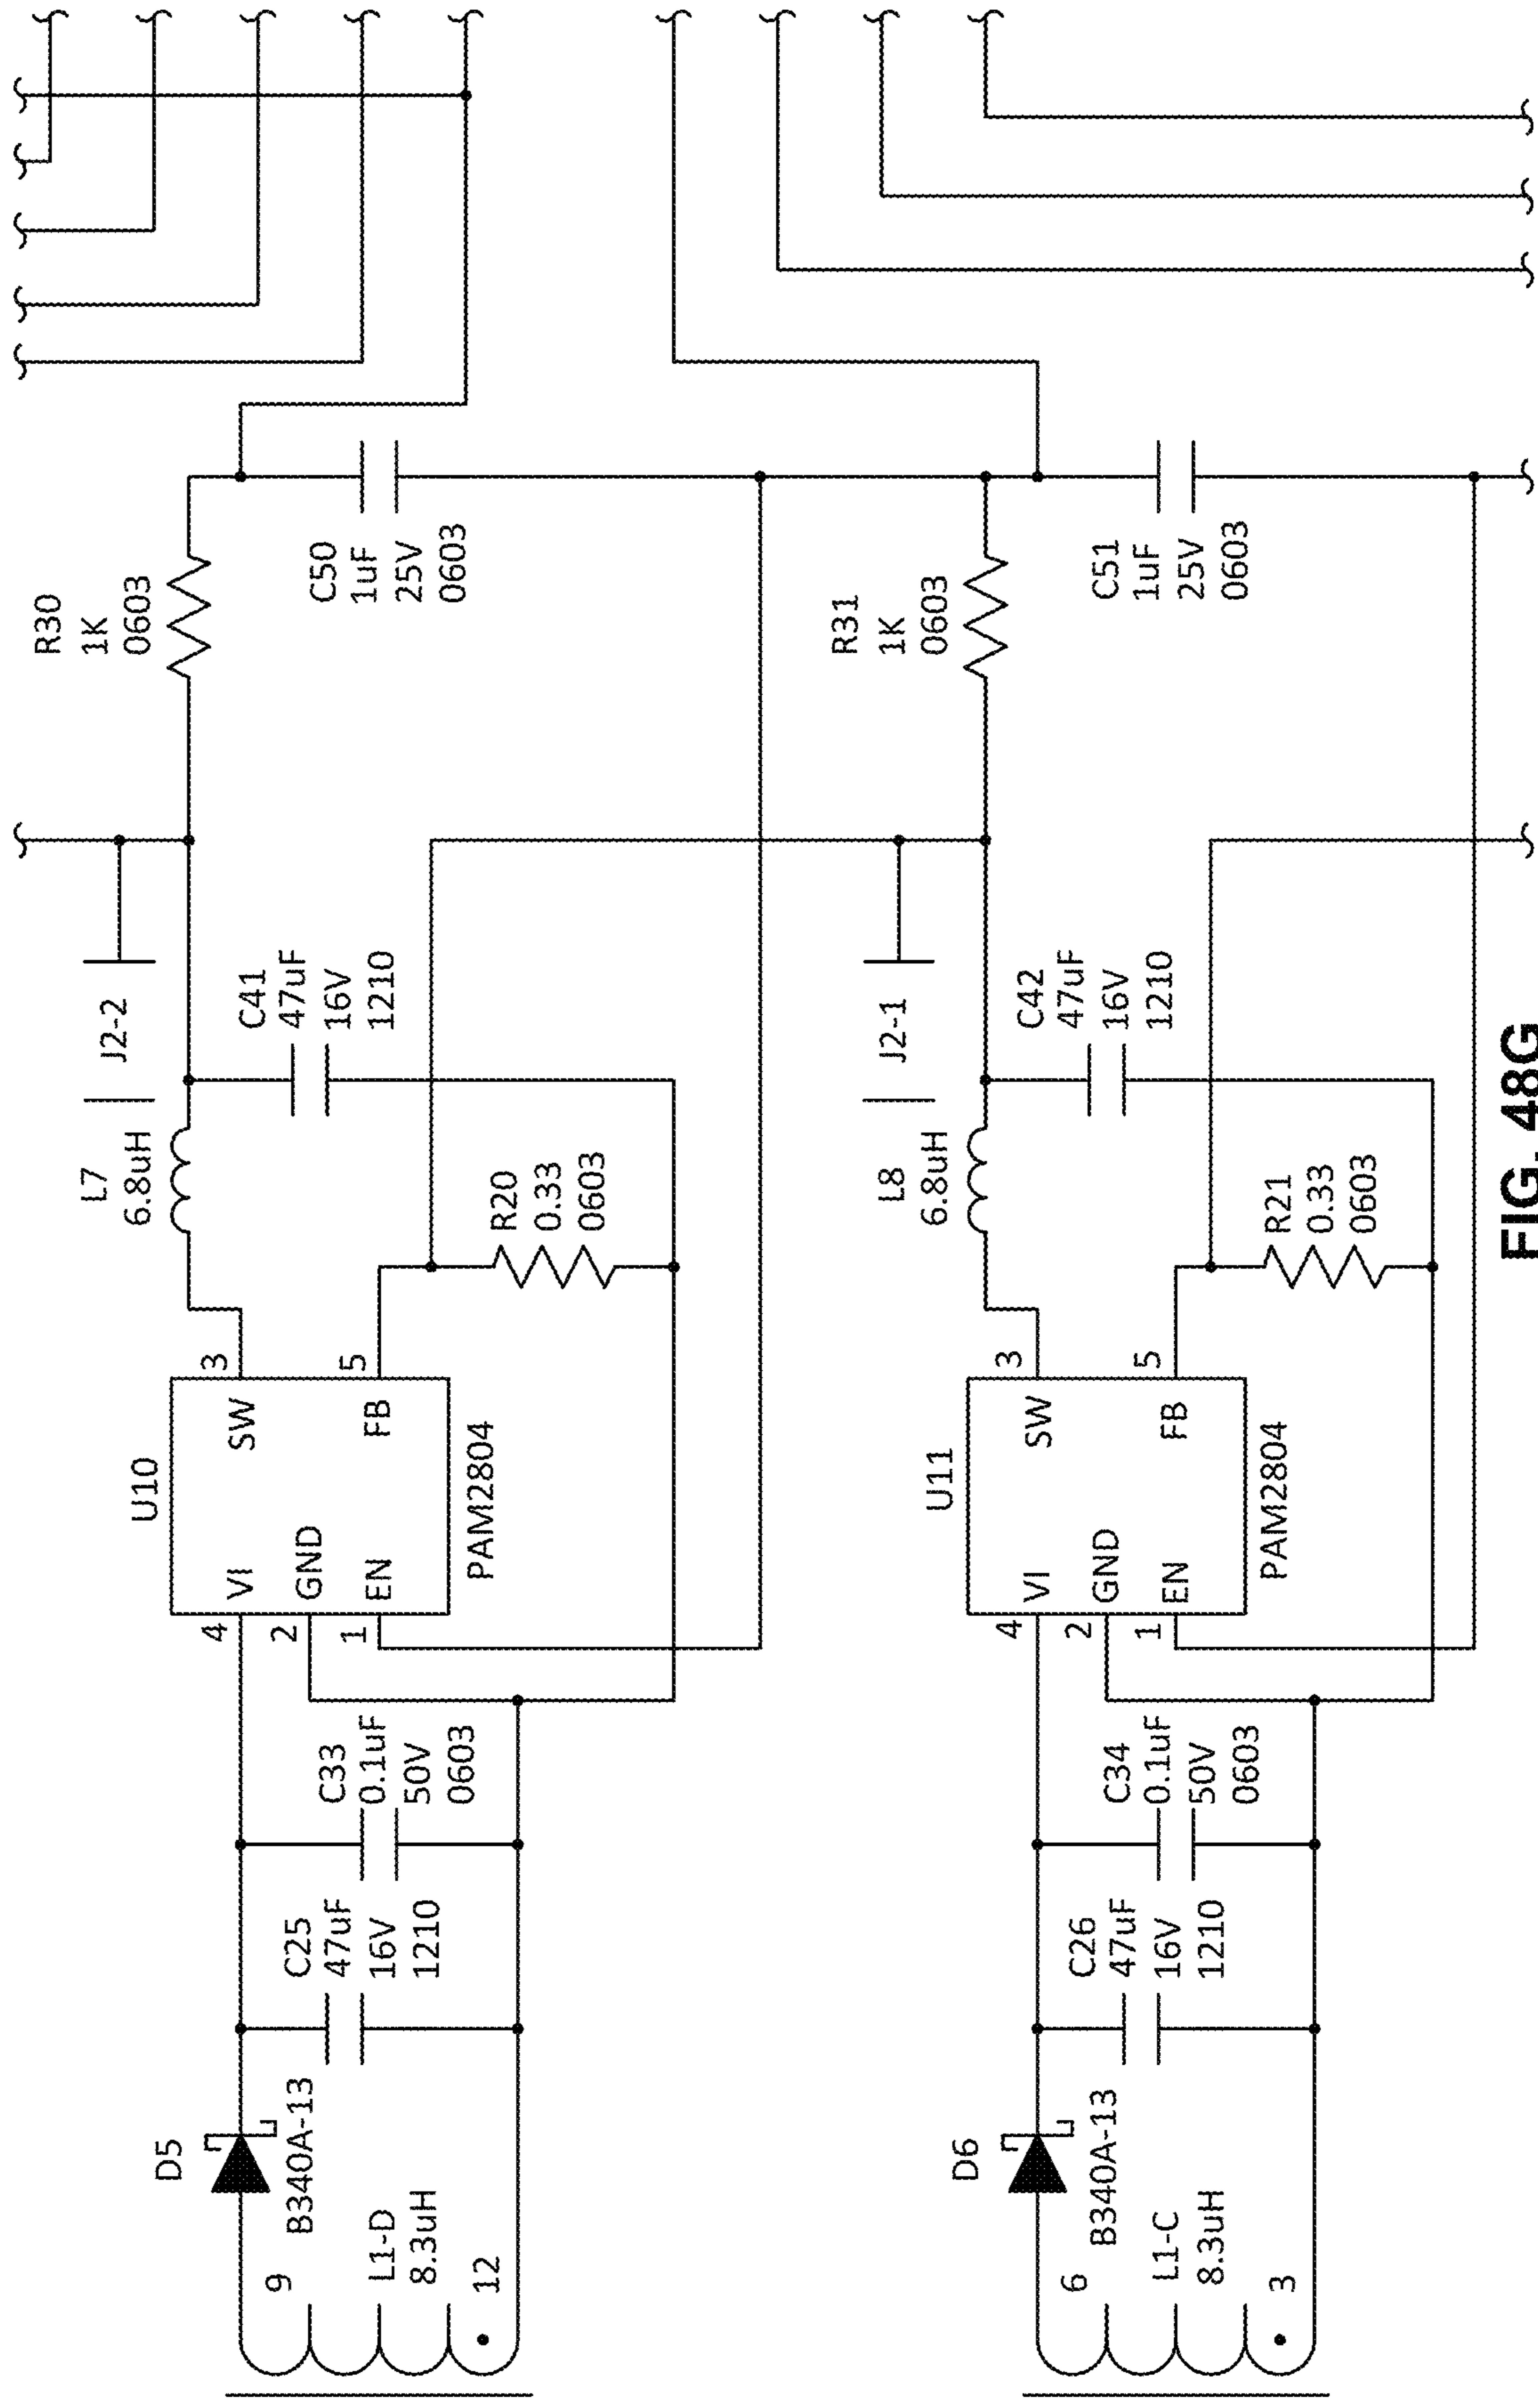 D5
B340A-13
9
L1-D
8.3uH
12
C25
47uF
16V
1210
C33
0.1uF
50V
0603
U10
4
VI
2
GND
1
EN
SW
3
FB
5
PAM2804
L7
6.8uH
J2-2
C41
47uF
16V
1210
R20
0.33
0603
R30
1K
0603
C50
1uF
25V
0603
D6
B340A-13
6
L1-C
8.3uH
3
C26
47uF
16V
1210
C34
0.1uF
50V
0603
U11
4
VI
2
GND
1
EN
SW
3
FB
5
PAM2804
L8
6.8uH
J2-1
C42
47uF
16V
1210
R21
0.33
0603
R31
1K
0603
C51
1uF
25V
0603
FIG. 48G